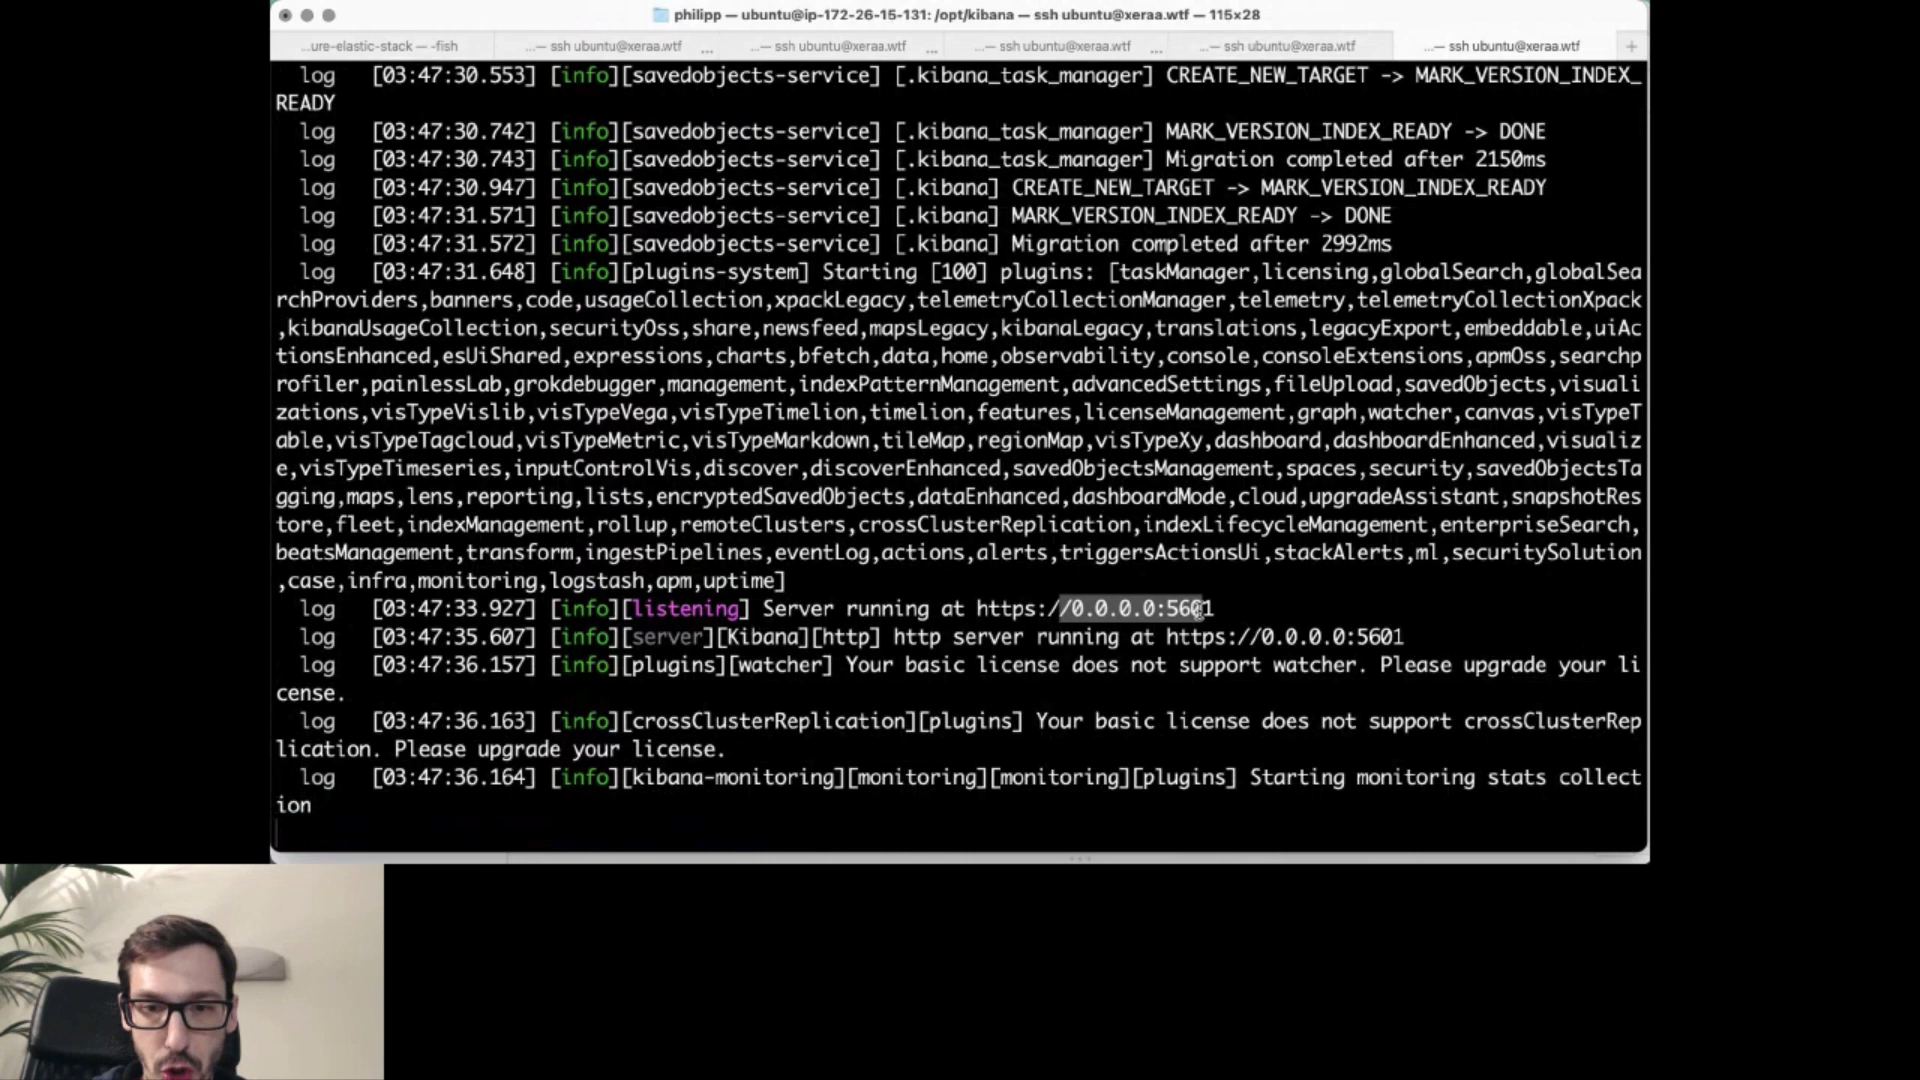 philipp — ubuntu@ip-172-26-15-131: /opt/kibana — ssh ubuntu@xeraa.wtf — 115×28
...ure-elastic-stack — -fish ...— ssh ubuntu@xeraa.wtf ... ...— ssh ubuntu@xeraa.wtf ... ...— ssh ubuntu@xeraa.wtf ... ...— ssh ubuntu@xeraa.wtf ...— ssh ubuntu@xeraa.wtf +
log [03:47:30.553] [info][savedobjects-service] [.kibana_task_manager] CREATE_NEW_TARGET -> MARK_VERSION_INDEX_
READY
log [03:47:30.742] [info][savedobjects-service] [.kibana_task_manager] MARK_VERSION_INDEX_READY -> DONE
log [03:47:30.743] [info][savedobjects-service] [.kibana_task_manager] Migration completed after 2150ms
log [03:47:30.947] [info][savedobjects-service] [.kibana] CREATE_NEW_TARGET -> MARK_VERSION_INDEX_READY
log [03:47:31.571] [info][savedobjects-service] [.kibana] MARK_VERSION_INDEX_READY -> DONE
log [03:47:31.572] [info][savedobjects-service] [.kibana] Migration completed after 2992ms
log [03:47:31.648] [info][plugins-system] Starting [100] plugins: [taskManager,licensing,globalSearch,globalSea
rchProviders,banners,code,usageCollection,xpackLegacy,telemetryCollectionManager,telemetry,telemetryCollectionXpack
,kibanaUsageCollection,securityOss,share,newsfeed,mapsLegacy,kibanaLegacy,translations,legacyExport,embeddable,uiAc
tionsEnhanced,esUiShared,expressions,charts,bfetch,data,home,observability,console,consoleExtensions,apmOss,searchp
rofiler,painlessLab,grokdebugger,management,indexPatternManagement,advancedSettings,fileUpload,savedObjects,visuali
zations,visTypeVislib,visTypeVega,visTypeTimelion,timelion,features,licenseManagement,graph,watcher,canvas,visTypeT
able,visTypeTagcloud,visTypeMetric,visTypeMarkdown,tileMap,regionMap,visTypeXy,dashboard,dashboardEnhanced,visualiz
e,visTypeTimeseries,inputControlVis,discover,discoverEnhanced,savedObjectsManagement,spaces,security,savedObjectsTa
gging,maps,lens,reporting,lists,encryptedSavedObjects,dataEnhanced,dashboardMode,cloud,upgradeAssistant,snapshotRes
tore,fleet,indexManagement,rollup,remoteClusters,crossClusterReplication,indexLifecycleManagement,enterpriseSearch,
beatsManagement,transform,ingestPipelines,eventLog,actions,alerts,triggersActionsUi,stackAlerts,ml,securitySolution
,case,infra,monitoring,logstash,apm,uptime]
log [03:47:33.927] [info][listening] Server running at https://0.0.0.0:5601
log [03:47:35.607] [info][server][Kibana][http] http server running at https://0.0.0.0:5601
log [03:47:36.157] [info][plugins][watcher] Your basic license does not support watcher. Please upgrade your li
cense.
log [03:47:36.163] [info][crossClusterReplication][plugins] Your basic license does not support crossClusterRep
lication. Please upgrade your license.
log [03:47:36.164] [info][kibana-monitoring][monitoring][monitoring][plugins] Starting monitoring stats collect
ion